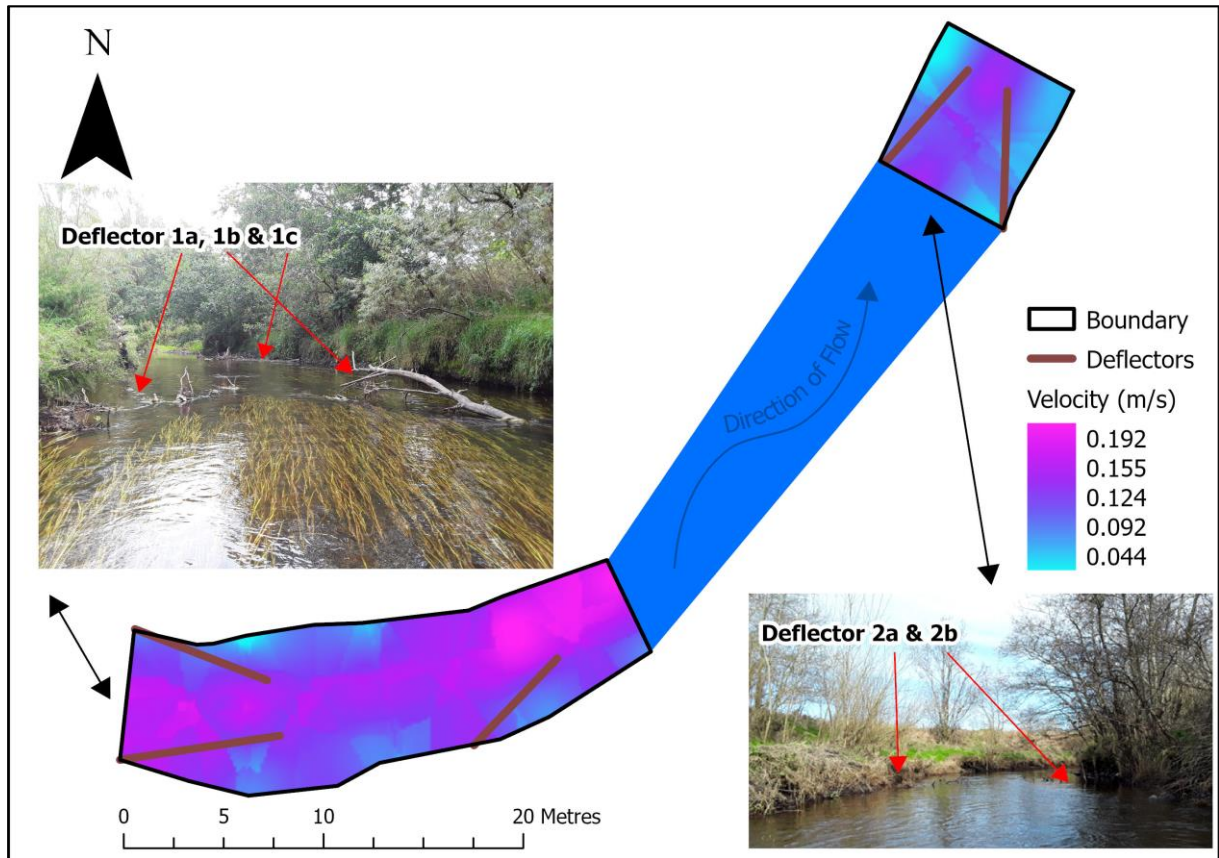 N
Deflector 1a, 1b & 1c
Direction of Flow
Boundary
Deflectors
Velocity (m/s)
0.192
0.155
0.124
0.092
0.044
Deflector 2a & 2b
0 5 10 20 Metres